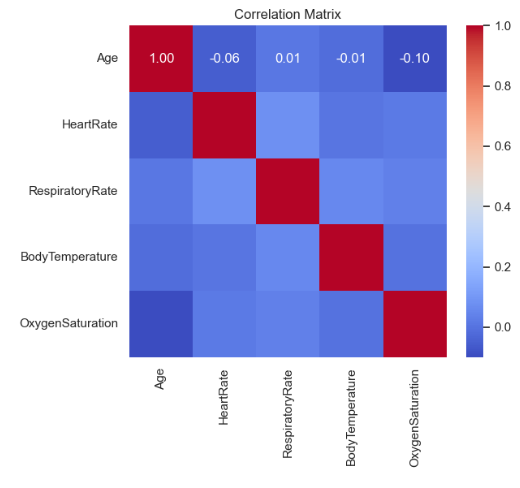 Correlation Matrix
Age
1.00 -0.06 0.01 -0.01 -0.10
HeartRate
RespiratoryRate
BodyTemperature
OxygenSaturation
Age
HeartRate
RespiratoryRate
BodyTemperature
OxygenSaturation
1.0
0.8
0.6
0.4
0.2
0.0